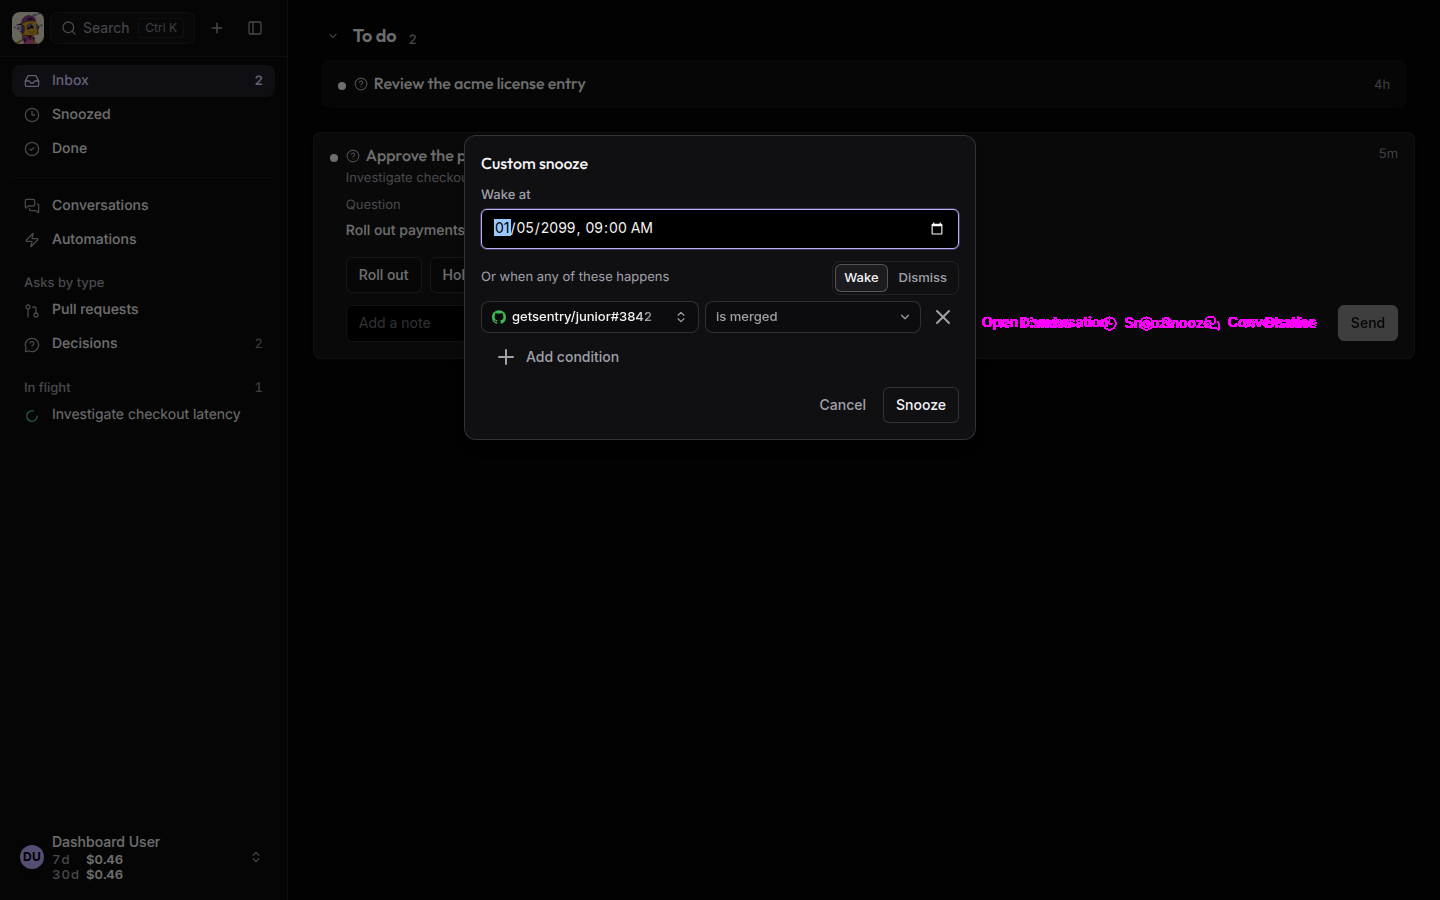 Search Ctrl K
Inbox 2
Snoozed
Done
Conversations
Automations
Asks by type
Pull requests
Decisions 2
In flight 1
Investigate checkout latency
Dashboard User
DU
7d $0.46
30d $0.46
To do 2
Review the acme license entry 4h
Approve the p 5m
Investigate checkou
Question
Roll out payments
Roll out
Hol
Add a note
Send
Custom snooze
Wake at
01/05/2099, 09:00 AM
Or when any of these happens
Wake Dismiss
getsentry/junior#3842 is merged
Add condition
Cancel Snooze